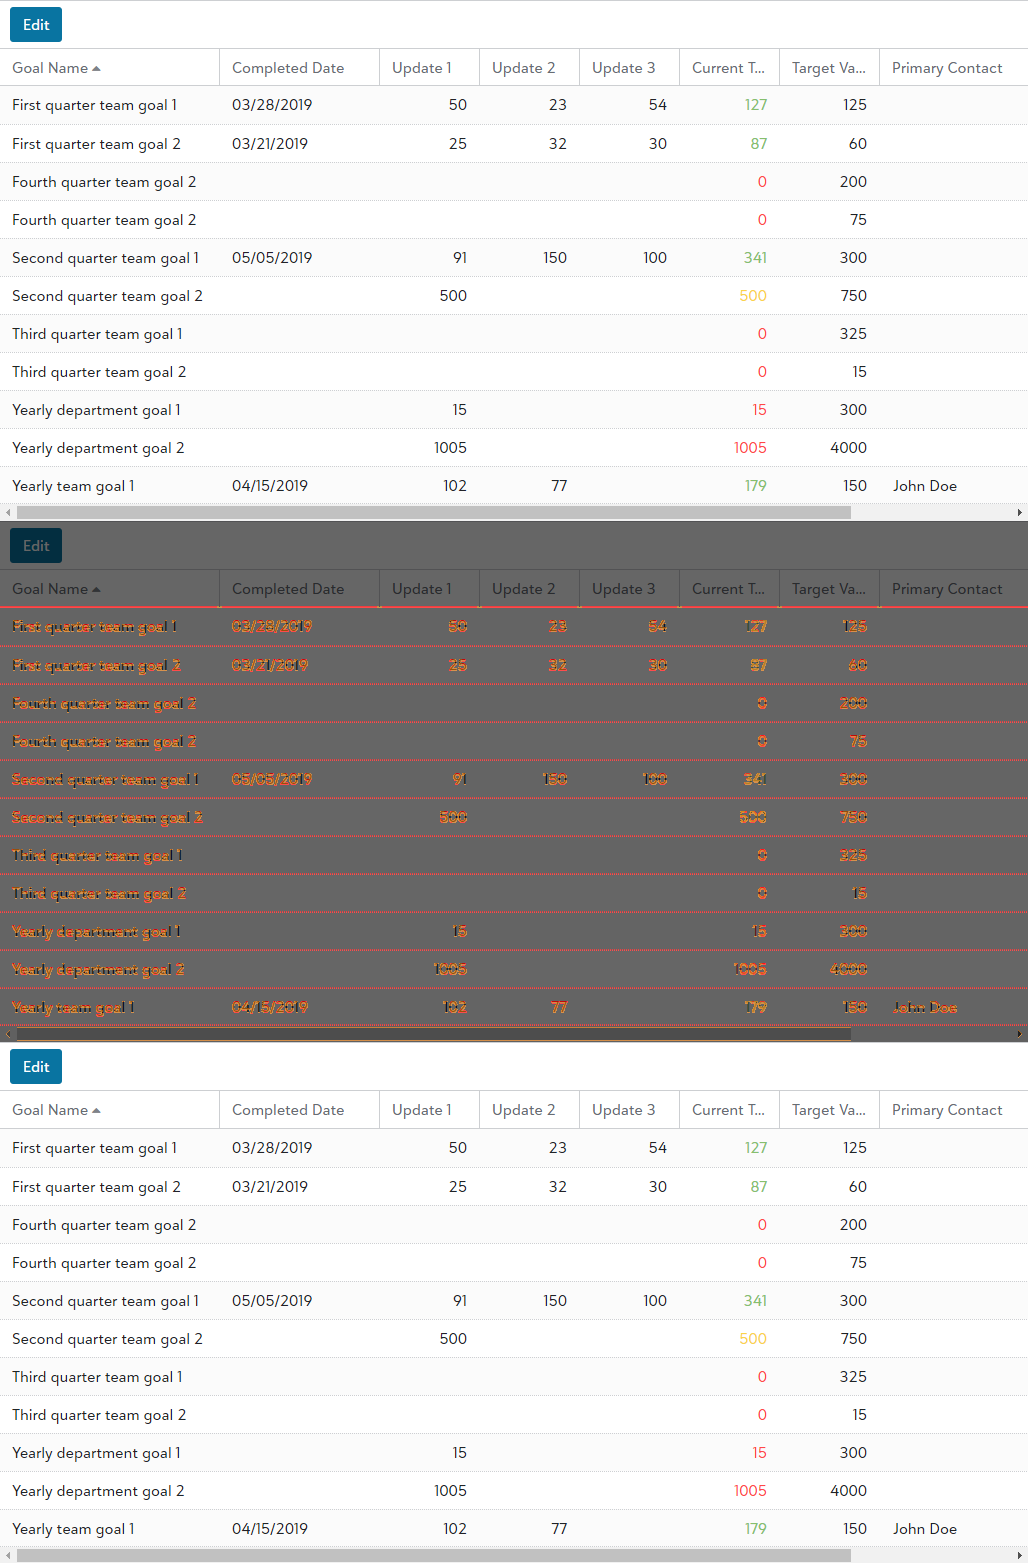 Edit
Goal Name Completed Date Update 1 Update 2 Update 3 Current T... Target Va... Primary Contact
First quarter team goal 1 03/28/2019 50 23 54 127 125
First quarter team goal 2 03/21/2019 25 32 30 87 60
Fourth quarter team goal 2 0 200
Fourth quarter team goal 2 0 75
Second quarter team goal 1 05/05/2019 91 150 100 341 300
Second quarter team goal 2 500 500 750
Third quarter team goal 1 0 325
Third quarter team goal 2 0 15
Yearly department goal 1 15 15 300
Yearly department goal 2 1005 1005 4000
Yearly team goal 1 04/15/2019 102 77 179 150 John Doe
Edit
Goal Name Completed Date Update 1 Update 2 Update 3 Current T... Target Va... Primary Contact
First quarter team goal 1 03/28/2019 50 23 54 127 125
First quarter team goal 2 03/21/2019 25 32 30 87 60
Fourth quarter team goal 2 0 200
Fourth quarter team goal 2 0 75
Second quarter team goal 1 05/05/2019 91 150 100 341 300
Second quarter team goal 2 500 500 750
Third quarter team goal 1 0 325
Third quarter team goal 2 0 15
Yearly department goal 1 15 15 300
Yearly department goal 2 1005 1005 4000
Yearly team goal 1 04/15/2019 102 77 179 150 John Doe
Edit
Goal Name Completed Date Update 1 Update 2 Update 3 Current T... Target Va... Primary Contact
First quarter team goal 1 03/28/2019 50 23 54 127 125
First quarter team goal 2 03/21/2019 25 32 30 87 60
Fourth quarter team goal 2 0 200
Fourth quarter team goal 2 0 75
Second quarter team goal 1 05/05/2019 91 150 100 341 300
Second quarter team goal 2 500 500 750
Third quarter team goal 1 0 325
Third quarter team goal 2 0 15
Yearly department goal 1 15 15 300
Yearly department goal 2 1005 1005 4000
Yearly team goal 1 04/15/2019 102 77 179 150 John Doe